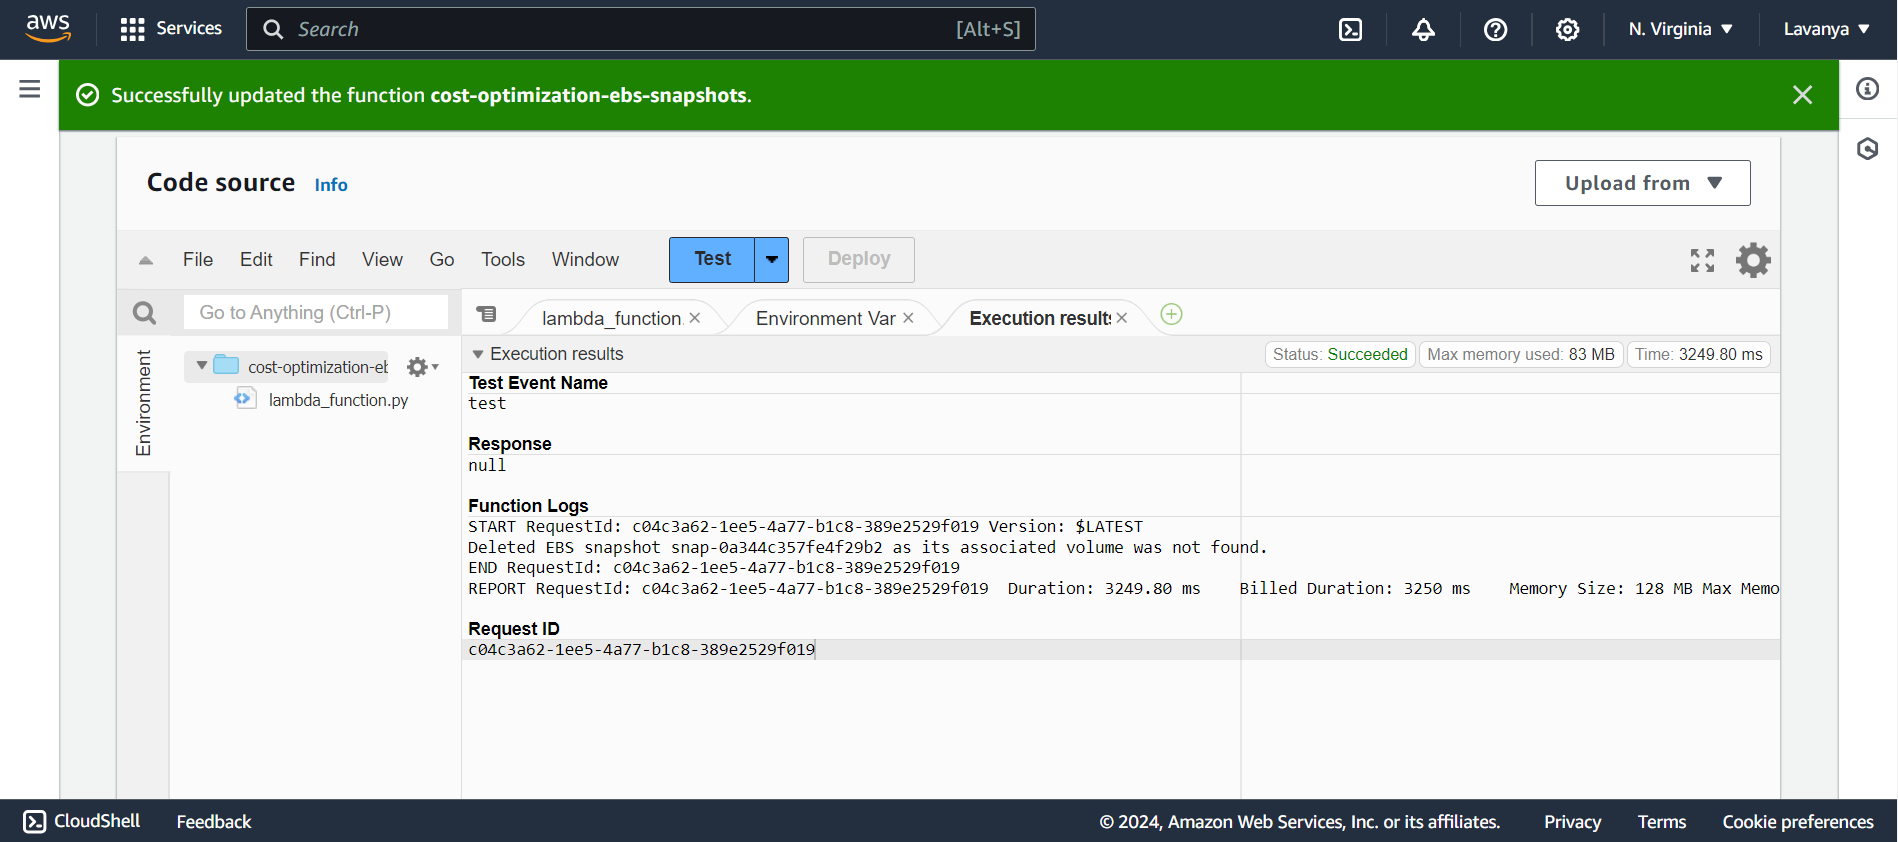 aws Services Search [Alt+S] N. Virginia Lavanya
Successfully updated the function cost-optimization-ebs-snapshots.
Code source Info Upload from
File Edit Find View Go Tools Window Test Deploy
Go to Anything (Ctrl-P) lambda_function. Environment Var Execution results
Execution results Status: Succeeded Max memory used: 83 MB Time: 3249.80 ms
Environment
cost-optimization-eb
lambda_function.py
Test Event Name
test
Response
null
Function Logs
START RequestId: c04c3a62-1ee5-4a77-b1c8-389e2529f019 Version: $LATEST
Deleted EBS snapshot snap-0a344c357fe4f29b2 as its associated volume was not found.
END RequestId: c04c3a62-1ee5-4a77-b1c8-389e2529f019
REPORT RequestId: c04c3a62-1ee5-4a77-b1c8-389e2529f019 Duration: 3249.80 ms Billed Duration: 3250 ms Memory Size: 128 MB Max Memo
Request ID
c04c3a62-1ee5-4a77-b1c8-389e2529f019
CloudShell Feedback © 2024, Amazon Web Services, Inc. or its affiliates. Privacy Terms Cookie preferences